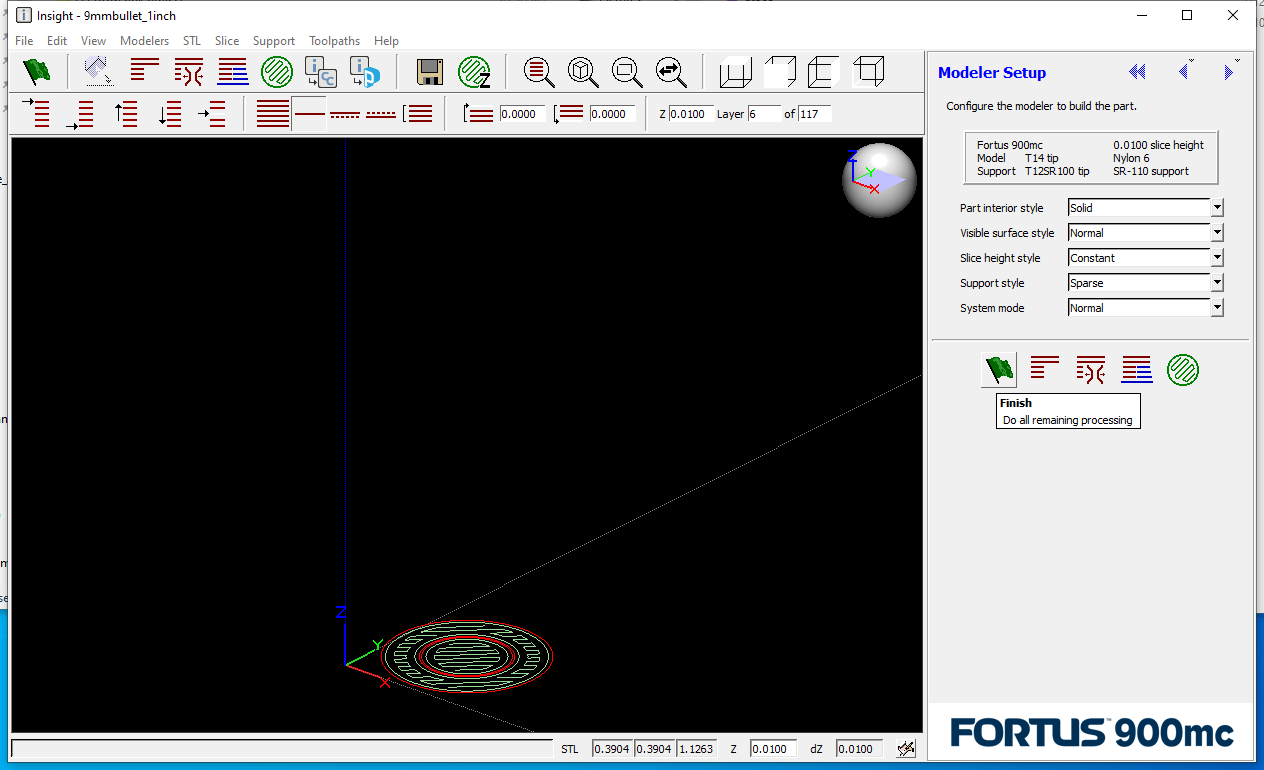 Insight - 9mmbullet_1inch
File Edit View Modelers STL Slice Support Toolpaths Help
0.0000 0.0000 Z 0.0100 Layer 6 of 117
Z
Y
X
Z
Y
X
STL 0.3904 0.3904 1.1263 Z 0.0100 dZ 0.0100
Modeler Setup
Configure the modeler to build the part.
Fortus 900mc 0.0100 slice height
Model T14 tip Nylon 6
Support T12SR100 tip SR-110 support
Part interior style Solid
Visible surface style Normal
Slice height style Constant
Support style Sparse
System mode Normal
Finish
Do all remaining processing
FORTUS™ 900mc